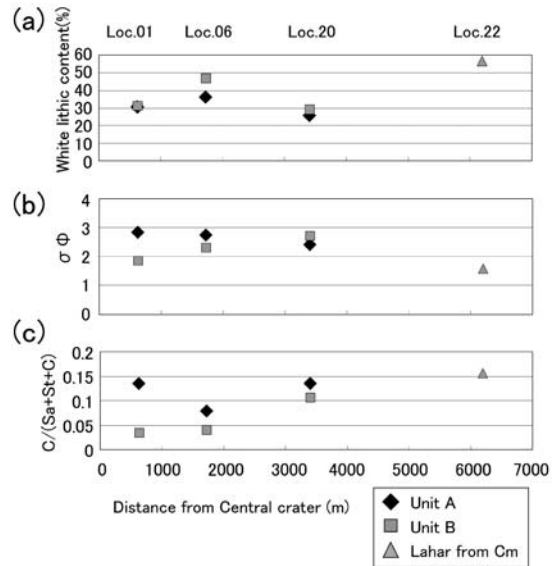 (a)
Loc.01 Loc.06 Loc.20 Loc.22
White lithic content(%)
60
50
40
30
20
10
0
(b)
σ Φ
4
3
2
1
0
(c)
C/(Sa+St+C)
0.2
0.15
0.1
0.05
0
0 1000 2000 3000 4000 5000 6000 7000
Distance from Central crater (m)
Unit A
Unit B
Lahar from Cm